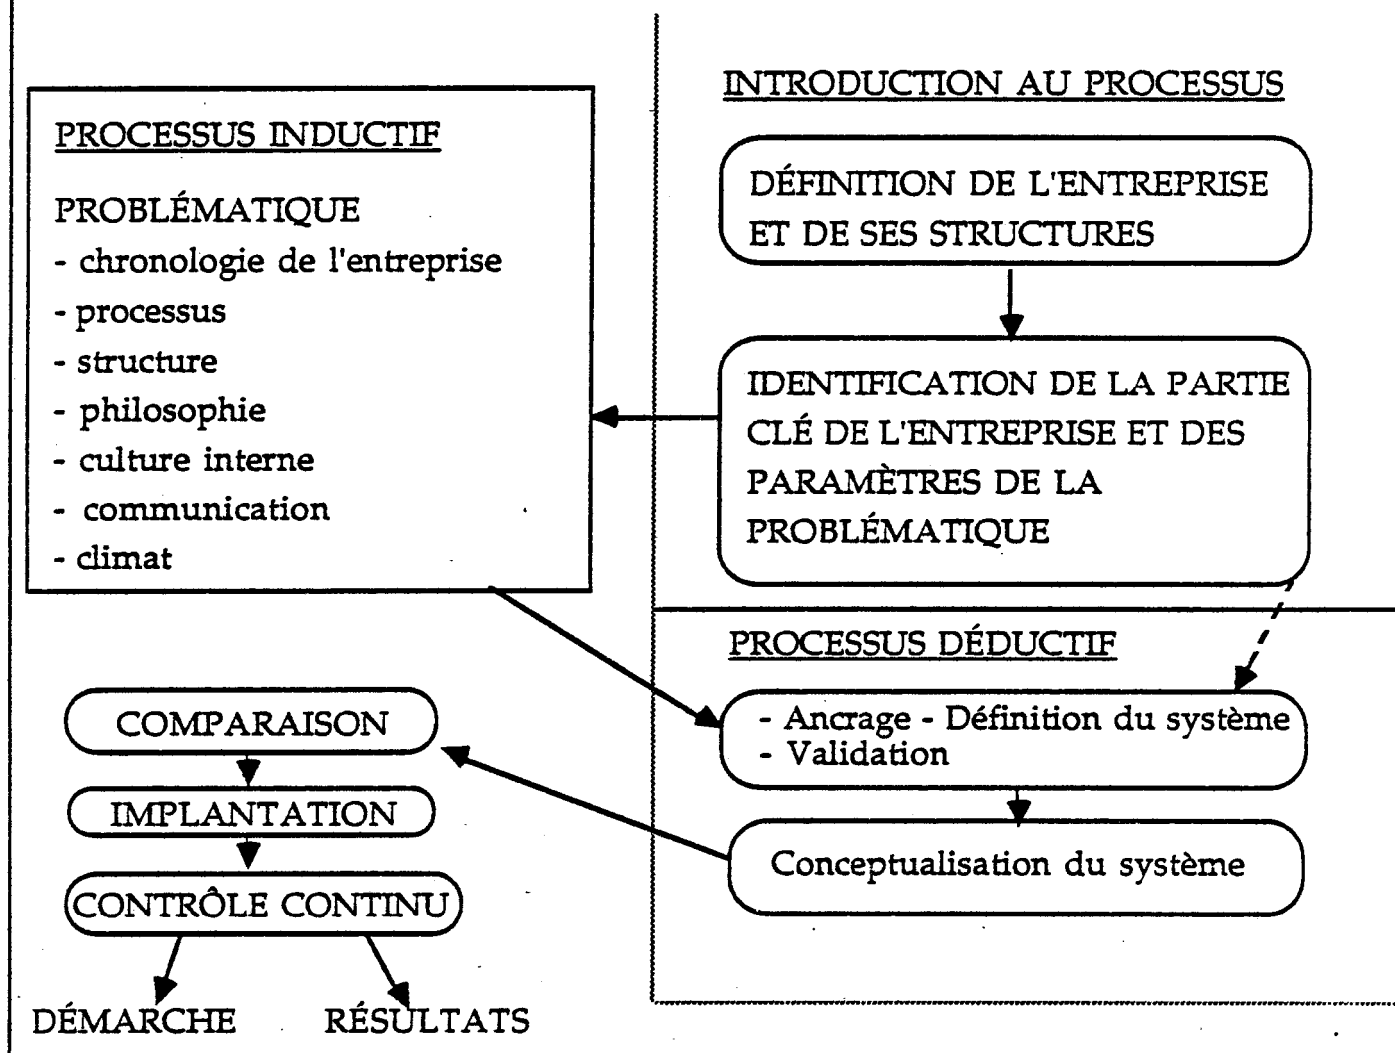 INTRODUCTION AU PROCESSUS
DÉFINITION DE L'ENTREPRISE
ET DE SES STRUCTURES
IDENTIFICATION DE LA PARTIE
CLÉ DE L'ENTREPRISE ET DES
PARAMÈTRES DE LA
PROBLÉMATIQUE
PROCESSUS INDUCTIF
PROBLÉMATIQUE
- chronologie de l'entreprise
- processus
- structure
- philosophie
- culture interne
- communication
- climat
PROCESSUS DÉDUCTIF
- Ancrage - Définition du système
- Validation
Conceptualisation du système
COMPARAISON
IMPLANTATION
CONTRÔLE CONTINU
DÉMARCHE
RÉSULTATS